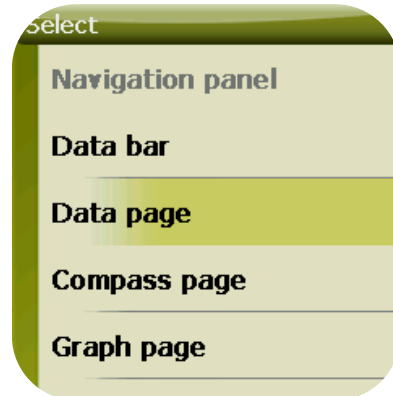 Select
Navigation panel
Data bar
Data page
Compass page
Graph page